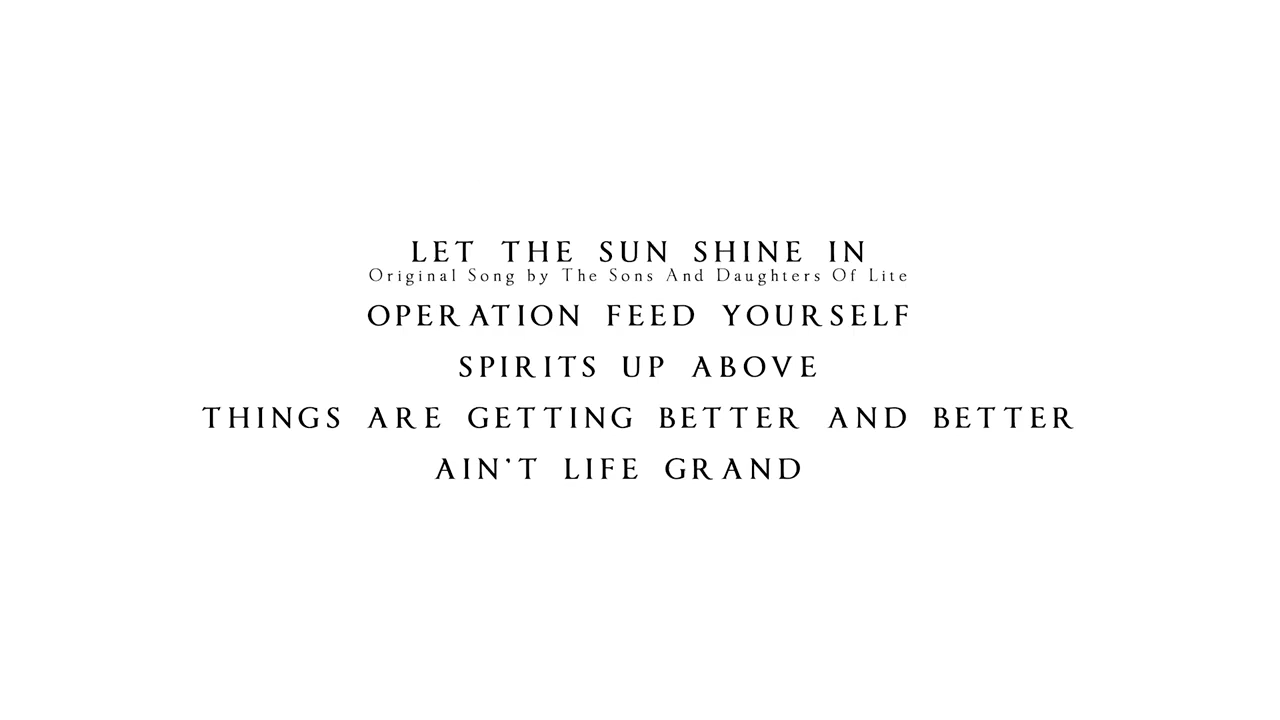 LET THE SUN SHINE IN
Original Song by The Sons And Daughters Of Lite
OPERATION FEED YOURSELF
SPIRITS UP ABOVE
THINGS ARE GETTING BETTER AND BETTER
AIN'T LIFE GRAND